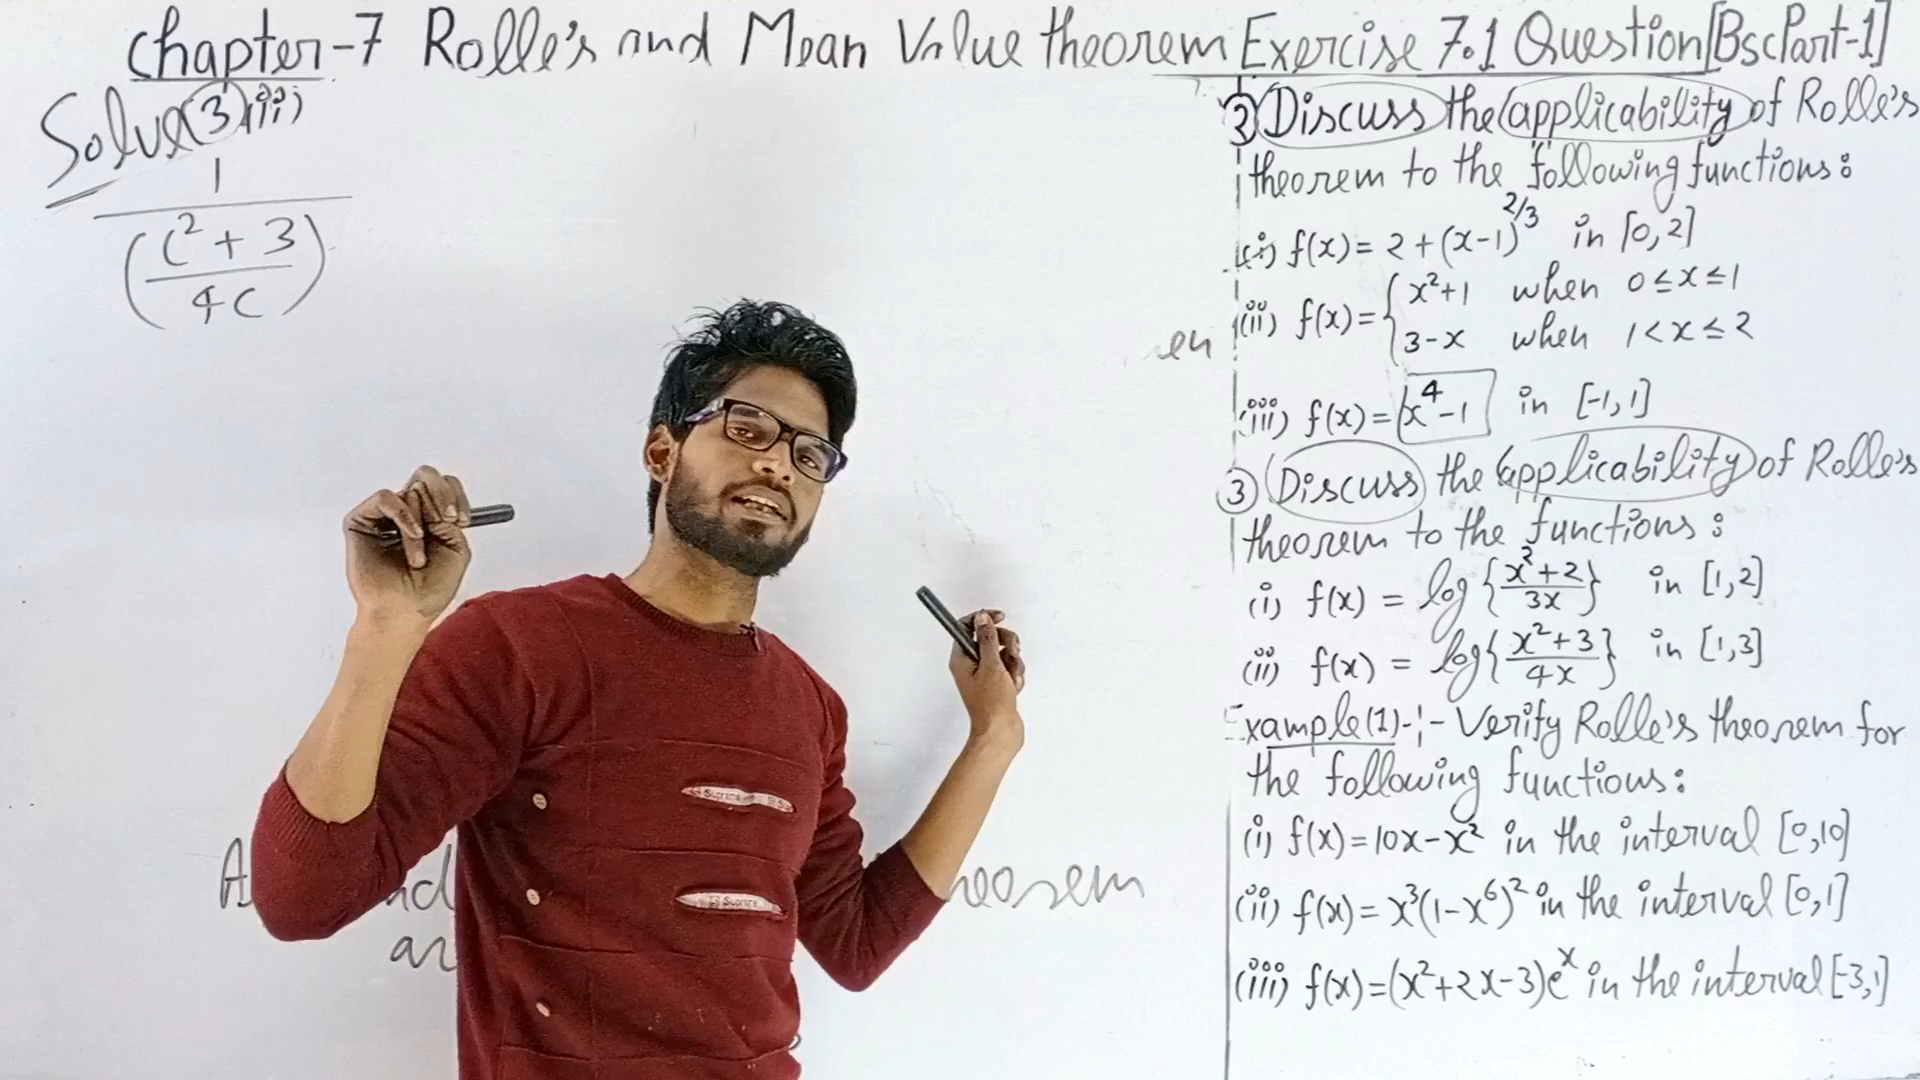 Chapter-7 Rolle's and Mean Value theorem Exercise 7.1 Question [Bsc Part-1]
Solve 3 (ii)
1
(c²+3
4c)
2 Discuss the applicability of Rolle's
theorem to the following functions:
(i) f(x) = 2+(x-1)^2/3 in [0,2]
(ii) f(x) = { x²+1 when 0≤x≤1
3-x when 1<x≤2
(iii) f(x) = x⁴-1 in [-1,1]
③ Discuss the applicability of Rolle's
theorem to the functions:
(i) f(x) = log {x²+2/3x} in [1,2]
(ii) f(x) = log {x²+3/4x} in [1,3]
Example(1)-:- Verify Rolle's theorem for
the following functions:
(i) f(x)=10x-x² in the interval [0,10]
(ii) f(x)=x³(1-x⁶)² in the interval [0,1]
(iii) f(x)=(x²+2x-3)eˣ in the interval [-3,1]